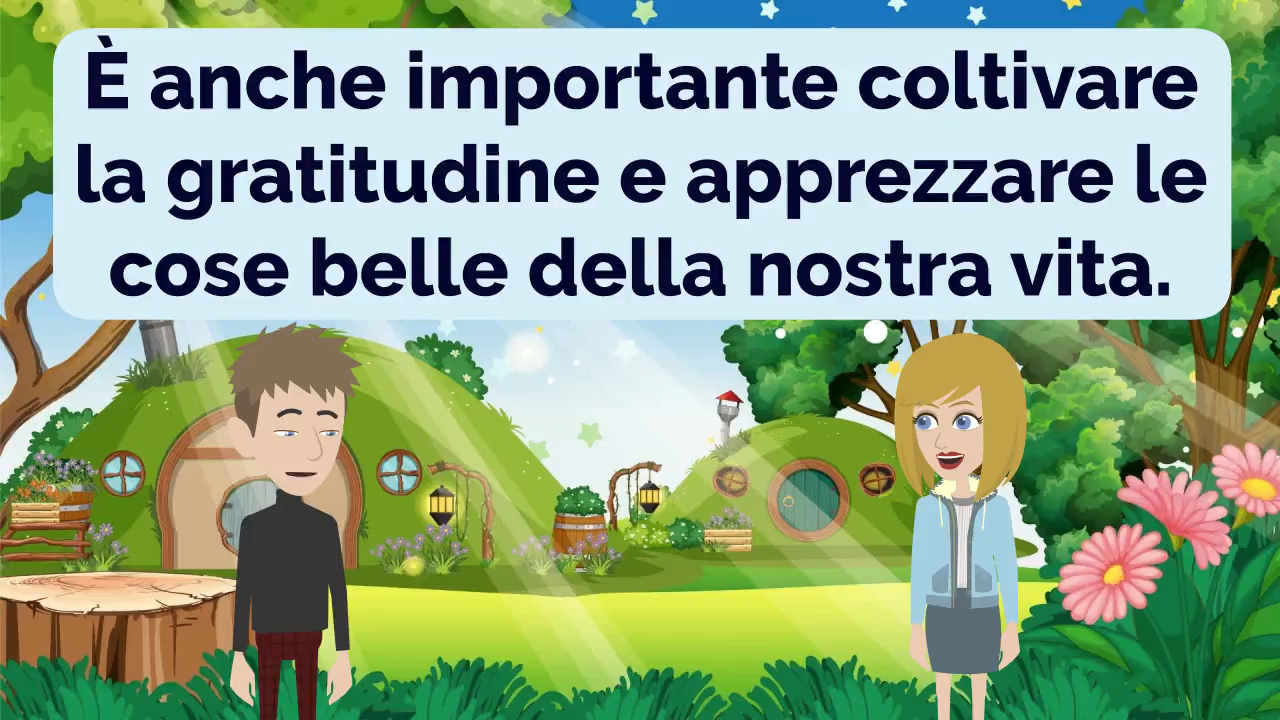 È anche importante coltivare
la gratitudine e apprezzare le
cose belle della nostra vita.